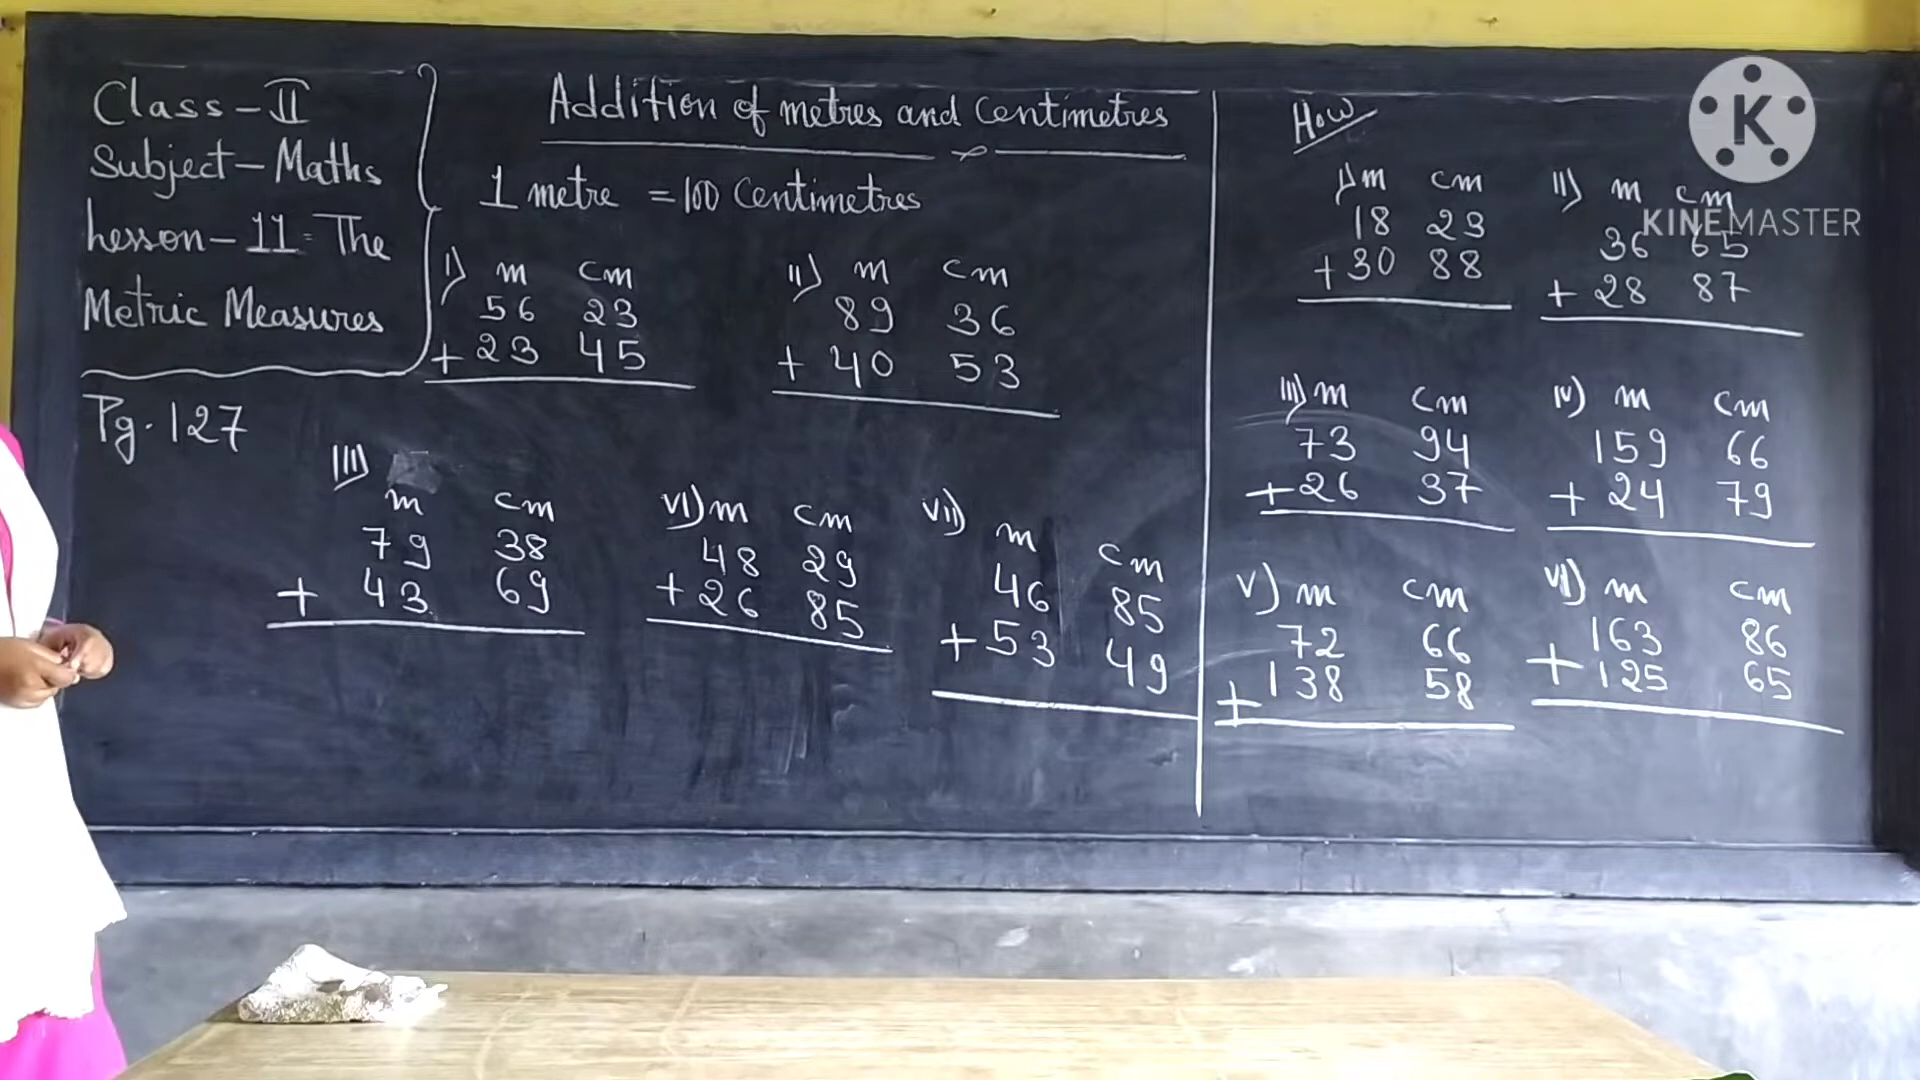 Class-II
Subject-Maths
Lesson-11= The
Metric Measures
Pg. 127
Addition of metres and Centimetres
1 metre = 100 Centimetres
I) m cm
56 23
+ 23 45
II) m cm
89 36
+ 40 53
III)
m cm
79 38
+ 43 69
VI) m cm
48 29
+ 26 85
VII) m cm
46 85
+ 53 49
How
I) m cm
18 23
+ 30 88
II) m cm
36 65
+ 28 87
III) m cm
73 94
+ 26 37
IV) m cm
159 66
+ 24 79
V) m cm
72 66
+ 138 58
VI) m cm
163 86
+ 125 65
K
KINEMASTER